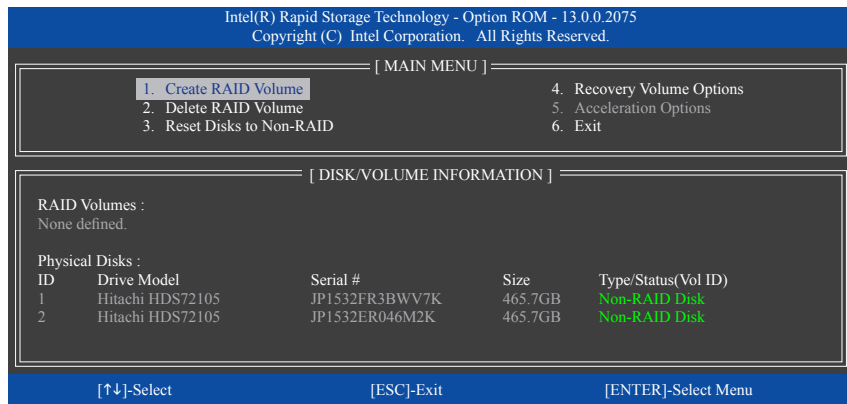 Intel(R) Rapid Storage Technology - Option ROM - 13.0.0.2075
Copyright (C) Intel Corporation. All Rights Reserved.
[ MAIN MENU ]
1. Create RAID Volume
2. Delete RAID Volume
3. Reset Disks to Non-RAID
4. Recovery Volume Options
5. Acceleration Options
6. Exit
[ DISK/VOLUME INFORMATION ]
RAID Volumes :
None defined.
Physical Disks :
ID Drive Model Serial # Size Type/Status(Vol ID)
1 Hitachi HDS72105 JP1532FR3BWV7K 465.7GB Non-RAID Disk
2 Hitachi HDS72105 JP1532ER046M2K 465.7GB Non-RAID Disk
[↑↓]-Select [ESC]-Exit [ENTER]-Select Menu